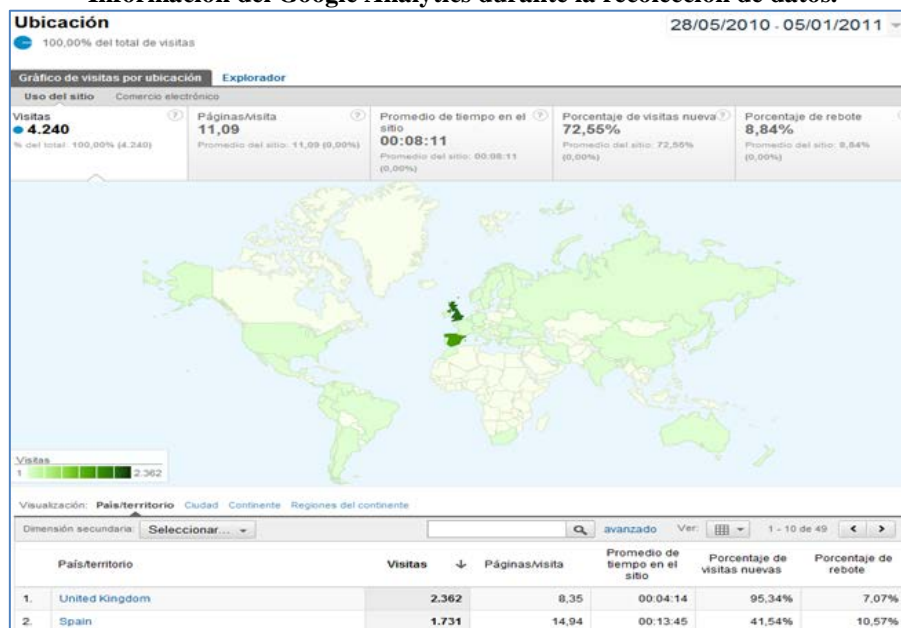 Información del Google Analytics durante la recolección de datos.
Ubicación
28/05/2010 - 05/01/2011
100,00% del total de visitas
Gráfico de visitas por ubicación Explorador
Uso del sitio Comercio electrónico
Visitas
4.240
% del total: 100,00% (4.240)
Páginas/visita
11,09
Promedio del sitio: 11,09 (0,00%)
Promedio de tiempo en el
sitio
00:08:11
Promedio del sitio: 00:08:11
(0,00%)
Porcentaje de visitas nueva
72,55%
Promedio del sitio: 72,55%
(0,00%)
Porcentaje de rebote
8,84%
Promedio del sitio: 8,84%
(0,00%)
Visitas
1 2.362
Visualización: País/territorio Ciudad Continente Regiones del continente
Dimensión secundaria: Seleccionar... avanzado Ver: 1 - 10 de 49
País/territorio Visitas Páginas/visita Promedio de tiempo en el sitio Porcentaje de visitas nuevas Porcentaje de rebote
1. United Kingdom 2.362 8,35 00:04:14 95,34% 7,07%
2. Spain 1.731 14,94 00:13:45 41,54% 10,57%